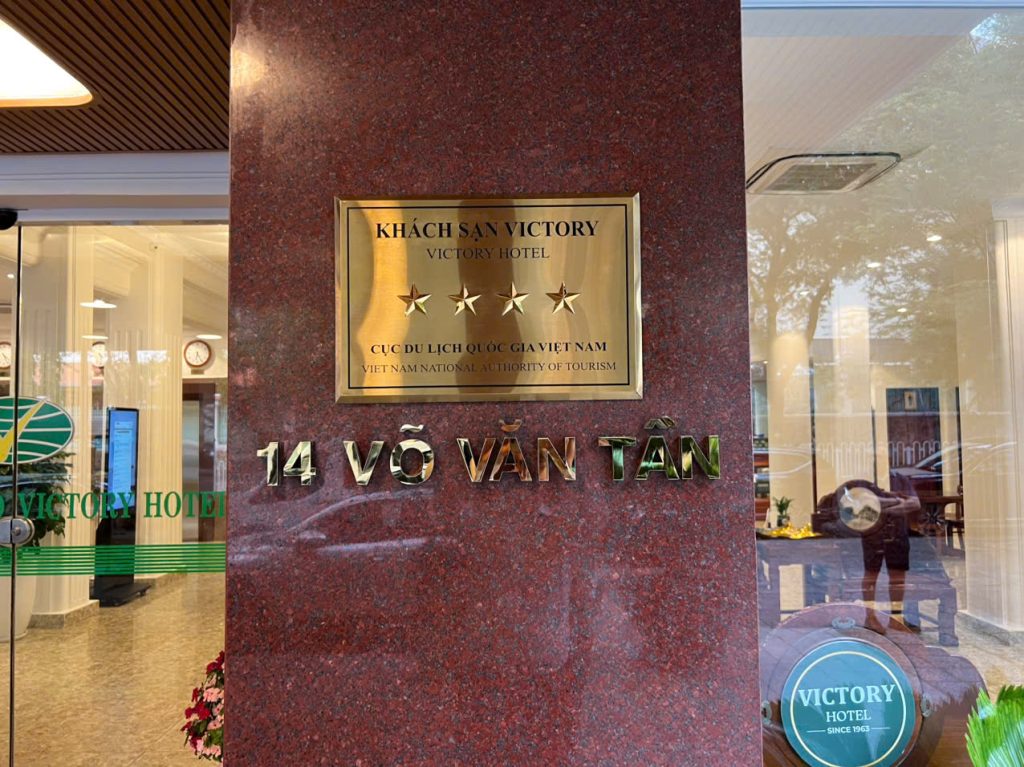 KHÁCH SẠN VICTORY
VICTORY HOTEL
CỤC DU LỊCH QUỐC GIA VIỆT NAM
VIET NAM NATIONAL AUTHORITY OF TOURISM
14 VÕ VĂN TẦN
VICTORY HOTEL
VICTORY
HOTEL
SINCE 1963